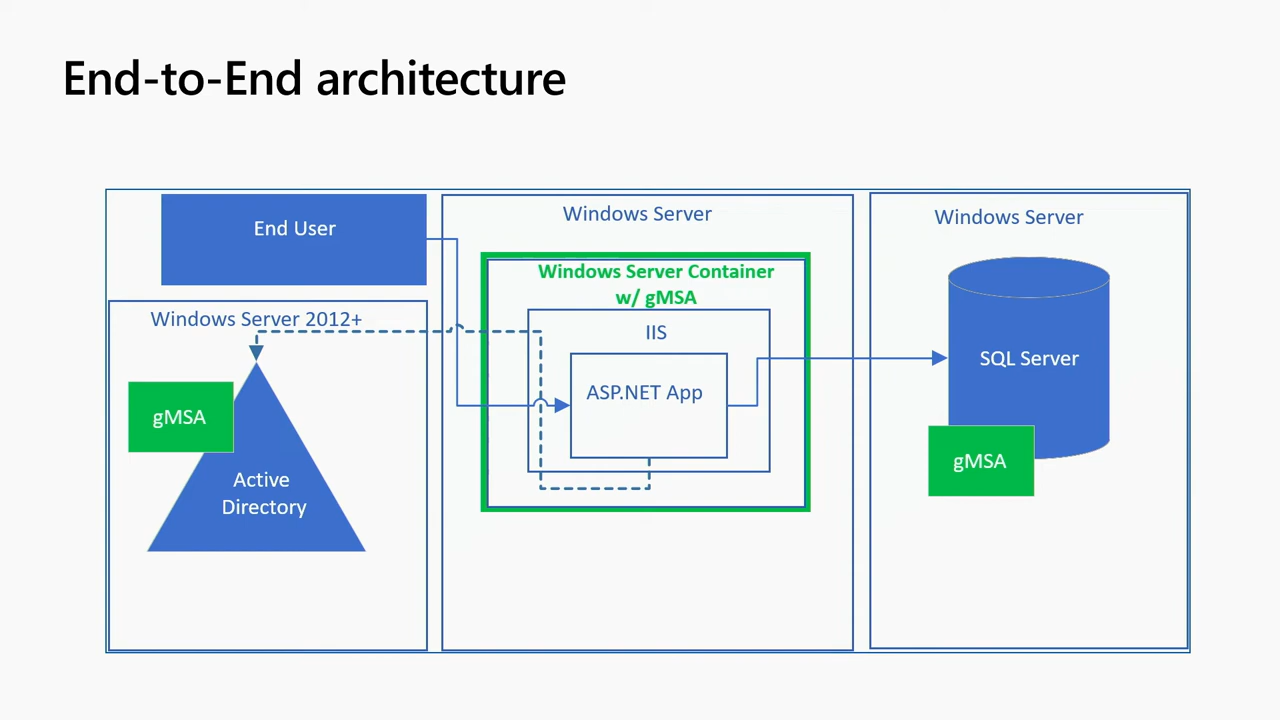 End-to-End architecture
End User
Windows Server 2012+
gMSA
Active
Directory
Windows Server
Windows Server Container
w/ gMSA
IIS
ASP.NET App
Windows Server
SQL Server
gMSA